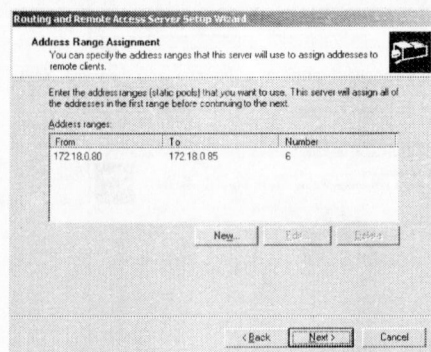 Routing and Remote Access Server Setup Wizard
Address Range Assignment
You can specify the address ranges that this server will use to assign addresses to
remote clients.
Enter the address ranges (static pools) that you want to use. This server will assign all of
the addresses in the first range before continuing to the next.
Address ranges:
From To Number
172.18.0.80 172.18.0.85 6
New... Edit... Delete
< Back Next > Cancel